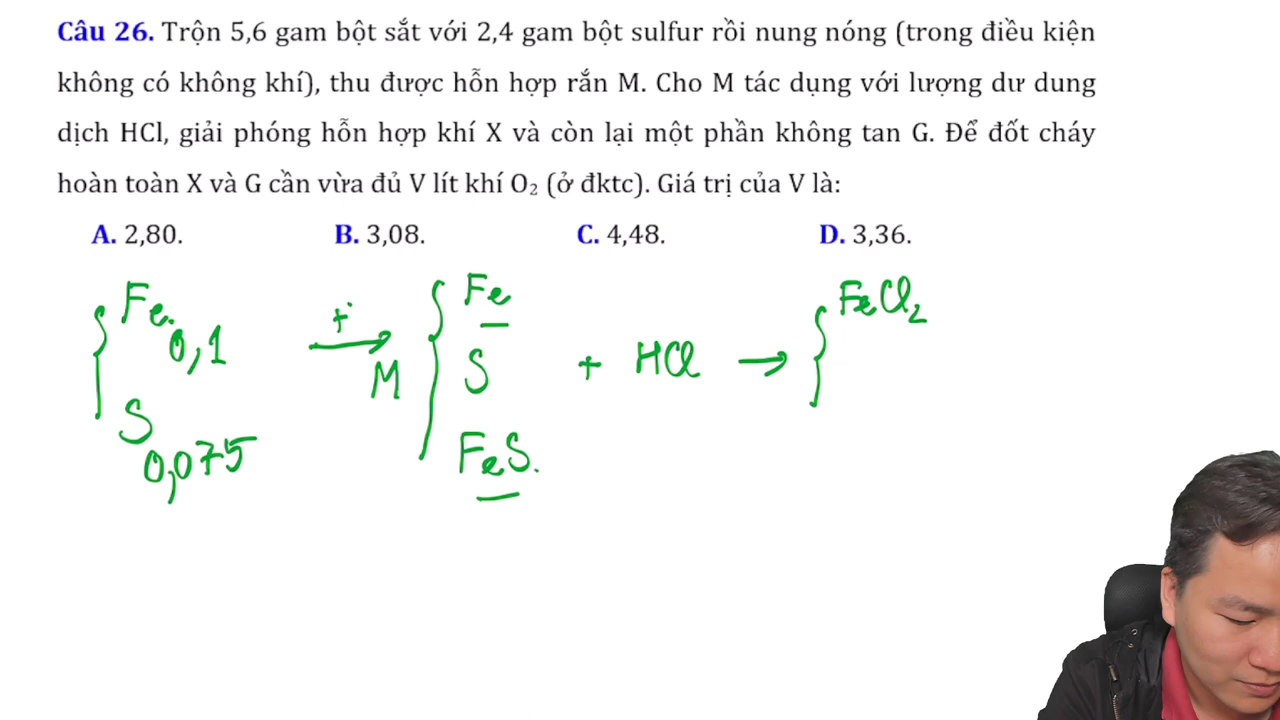 Câu 26. Trộn 5,6 gam bột sắt với 2,4 gam bột sulfur rồi nung nóng (trong điều kiện
không có không khí), thu được hỗn hợp rắn M. Cho M tác dụng với lượng dư dung
dịch HCl, giải phóng hỗn hợp khí X và còn lại một phần không tan G. Để đốt cháy
hoàn toàn X và G cần vừa đủ V lít khí O₂ (ở đktc). Giá trị của V là:
A. 2,80. B. 3,08. C. 4,48. D. 3,36.
Fe 0,1
S 0,075
M
Fe
S
FeS.
+ HCl →
FeCl₂